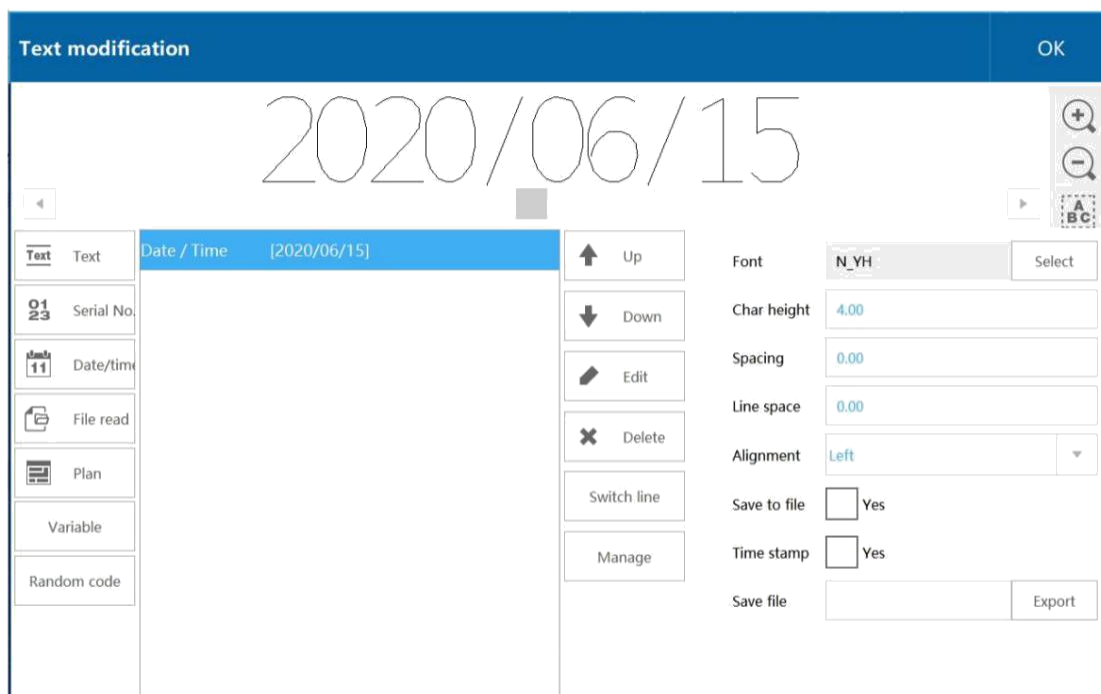 Text modification
OK
2020/06/15
A
BC
Text Text
Date / Time [2020/06/15]
Up
Font N_YH Select
01
23
Serial No.
Down
Char height 4.00
11
Date/time
Edit
Spacing 0.00
File read
Delete
Line space 0.00
Plan
Switch line
Alignment Left
Variable
Manage
Save to file Yes
Random code
Time stamp Yes
Save file Export